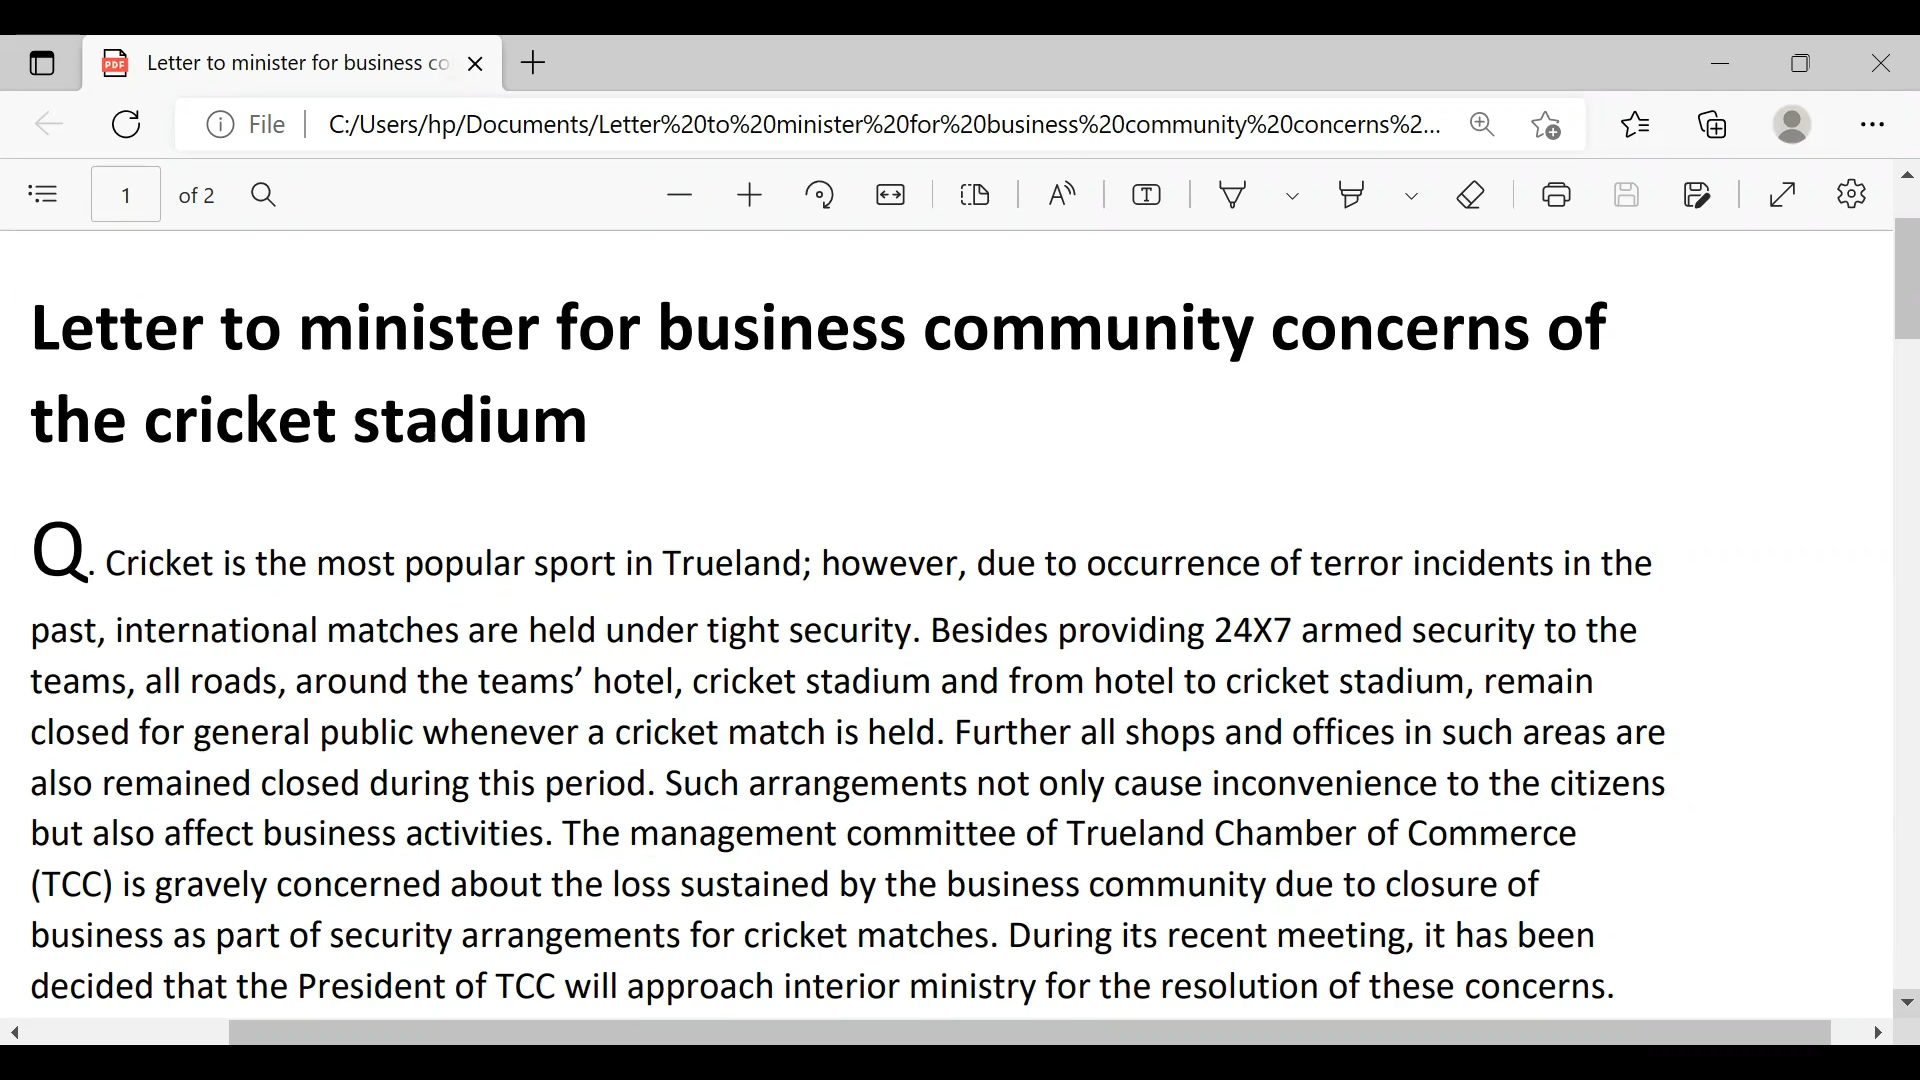 Letter to minister for business co
File
C:/Users/hp/Documents/Letter%20to%20minister%20for%20business%20community%20concerns%2...
1 of 2
Letter to minister for business community concerns of
the cricket stadium
Q. Cricket is the most popular sport in Trueland; however, due to occurrence of terror incidents in the
past, international matches are held under tight security. Besides providing 24X7 armed security to the
teams, all roads, around the teams’ hotel, cricket stadium and from hotel to cricket stadium, remain
closed for general public whenever a cricket match is held. Further all shops and offices in such areas are
also remained closed during this period. Such arrangements not only cause inconvenience to the citizens
but also affect business activities. The management committee of Trueland Chamber of Commerce
(TCC) is gravely concerned about the loss sustained by the business community due to closure of
business as part of security arrangements for cricket matches. During its recent meeting, it has been
decided that the President of TCC will approach interior ministry for the resolution of these concerns.